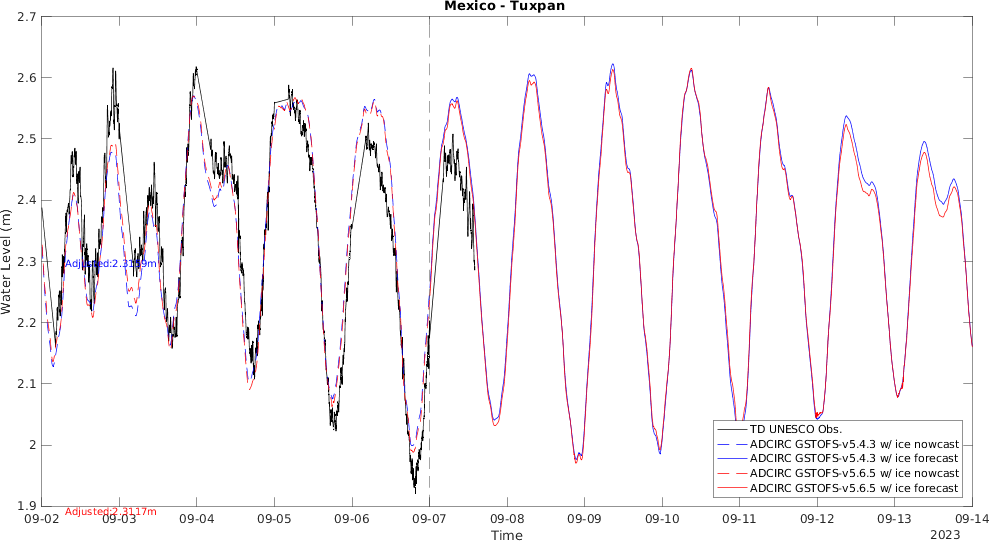 Mexico - Tuxpan
2.7
2.6
2.5
2.4
2.3
2.2
2.1
2
1.9
Water Level (m)
Adjusted:2.3159m
Adjusted:2.3117m
TD UNESCO Obs.
ADCIRC GSTOFS-v5.4.3 w/ ice nowcast
ADCIRC GSTOFS-v5.4.3 w/ ice forecast
ADCIRC GSTOFS-v5.6.5 w/ ice nowcast
ADCIRC GSTOFS-v5.6.5 w/ ice forecast
09-02 09-03 09-04 09-05 09-06 09-07 09-08 09-09 09-10 09-11 09-12 09-13 09-14
Time
2023